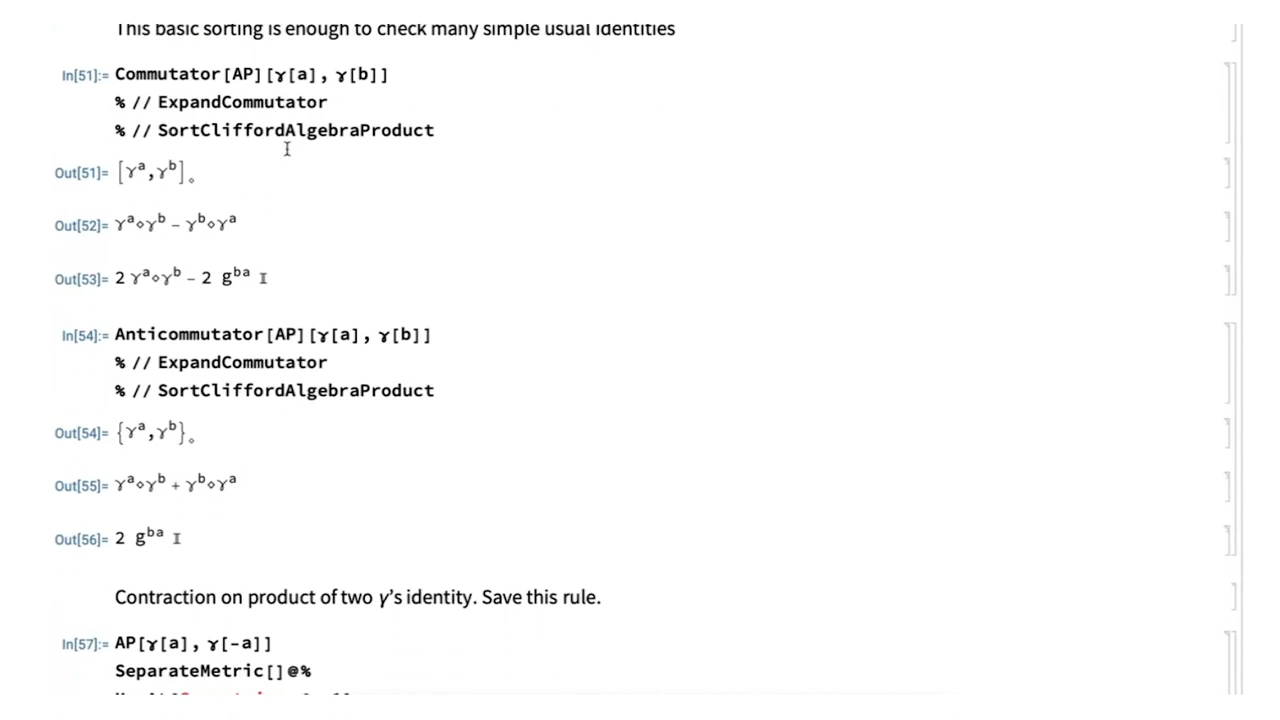 This basic sorting is enough to check many simple usual identities
In[51]:= Commutator[AP][γ[a], γ[b]]
% // ExpandCommutator
% // SortCliffordAlgebraProduct
Out[51]= [γᵃ,γᵇ]⋄
Out[52]= γᵃ⋄γᵇ - γᵇ⋄γᵃ
Out[53]= 2 γᵃ⋄γᵇ - 2 gᵇᵃ 𝕀
In[54]:= Anticommutator[AP][γ[a], γ[b]]
% // ExpandCommutator
% // SortCliffordAlgebraProduct
Out[54]= {γᵃ,γᵇ}⋄
Out[55]= γᵃ⋄γᵇ + γᵇ⋄γᵃ
Out[56]= 2 gᵇᵃ 𝕀
Contraction on product of two γ's identity. Save this rule.
In[57]:= AP[γ[a], γ[-a]]
SeparateMetric[]@%